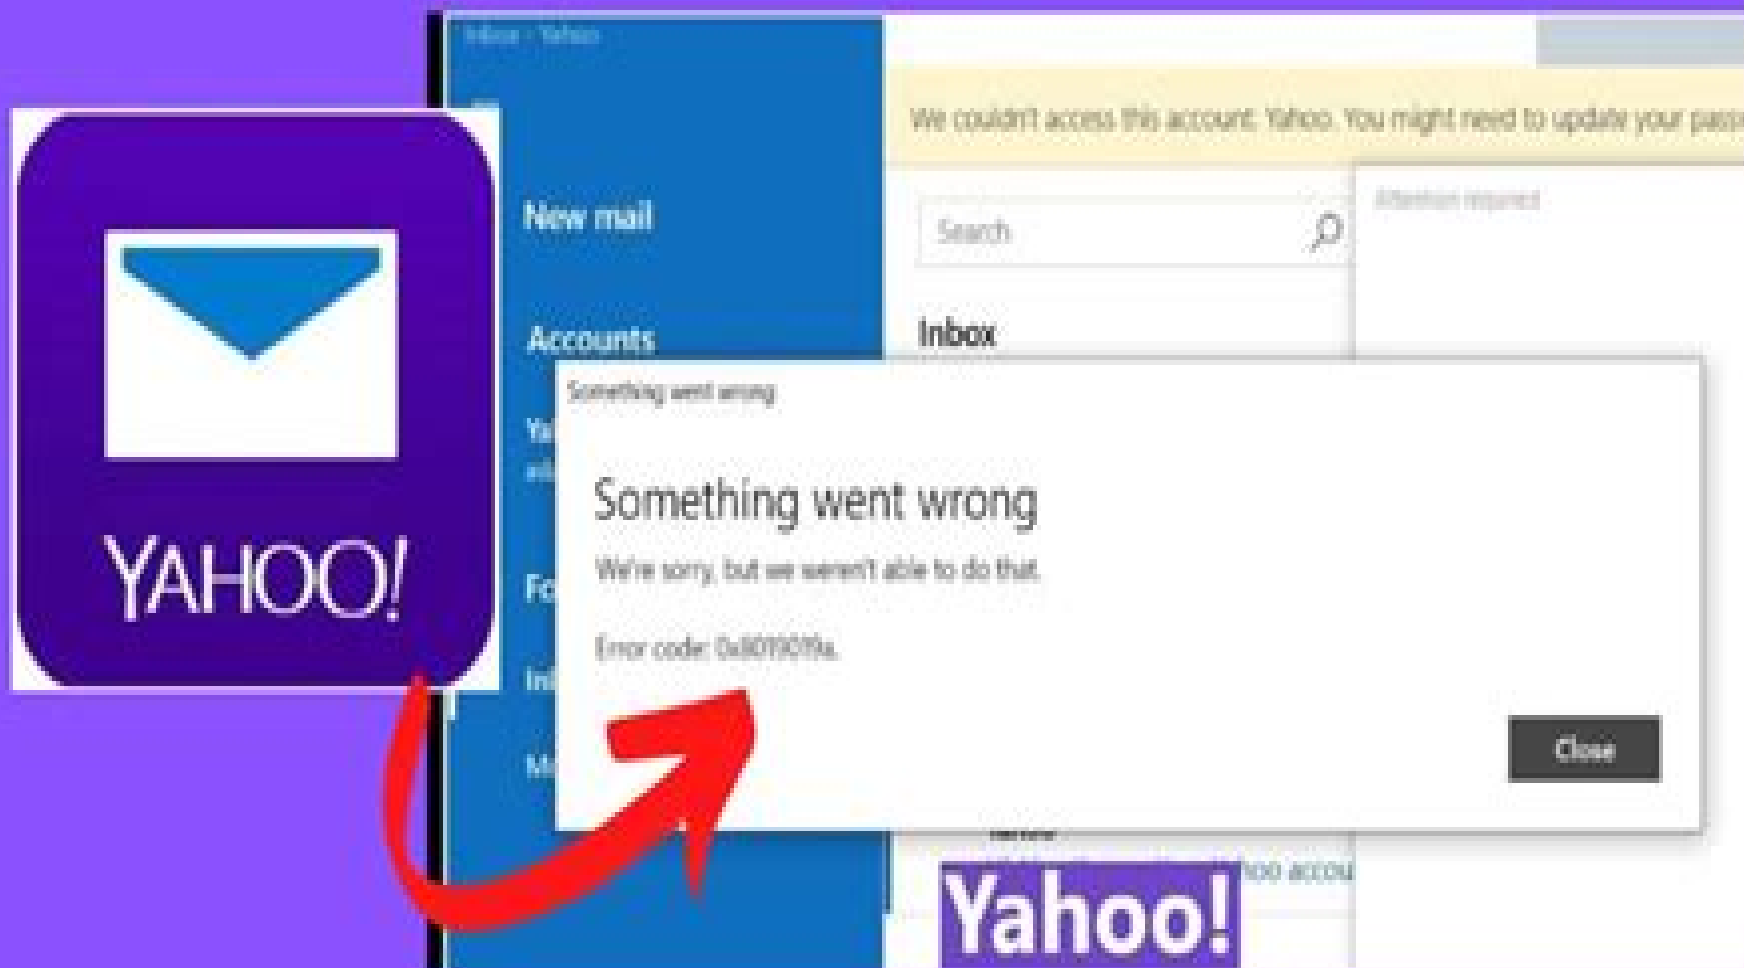 Inbox - Yahoo
We couldn't access this account: Yahoo. You might need to update your
New mail
Search
Attention required
Accounts
Inbox
Something went wrong
Something went wrong
We're sorry, but we weren't able to do that.
YAHOO!
Error code: 0x8019019a.
Close
Yahoo!